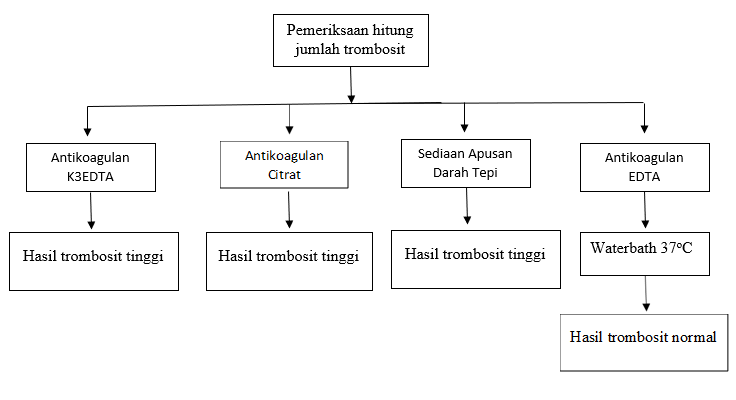 Pemeriksaan hitung
jumlah trombosit
Antikoagulan
K3EDTA
Antikoagulan
Citrat
Sediaan Apusan
Darah Tepi
Antikoagulan
EDTA
Hasil trombosit tinggi
Hasil trombosit tinggi
Hasil trombosit tinggi
Waterbath 37°C
Hasil trombosit normal